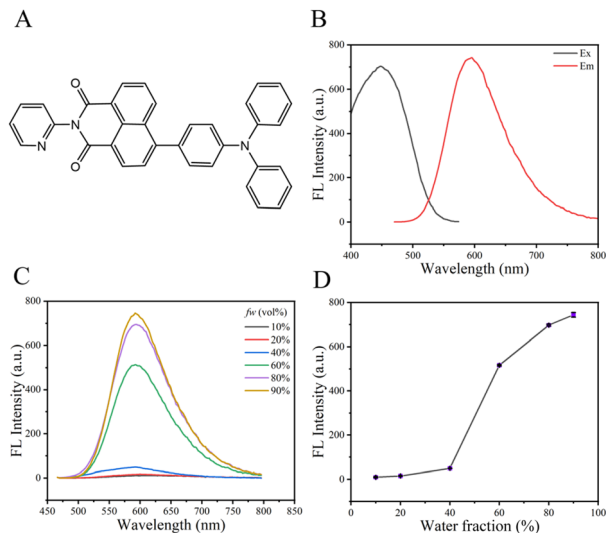 A
O
N
N
O
N
B
FL Intensity (a.u.)
800
600
400
200
0
400 500 600 700 800
Wavelength (nm)
Ex
Em
C
FL Intensity (a.u.)
800
600
400
200
0
450 500 550 600 650 700 750 800 850
Wavelength (nm)
fw (vol%)
10%
20%
40%
60%
80%
90%
D
FL Intensity (a.u.)
800
600
400
200
0
0 20 40 60 80 100
Water fraction (%)